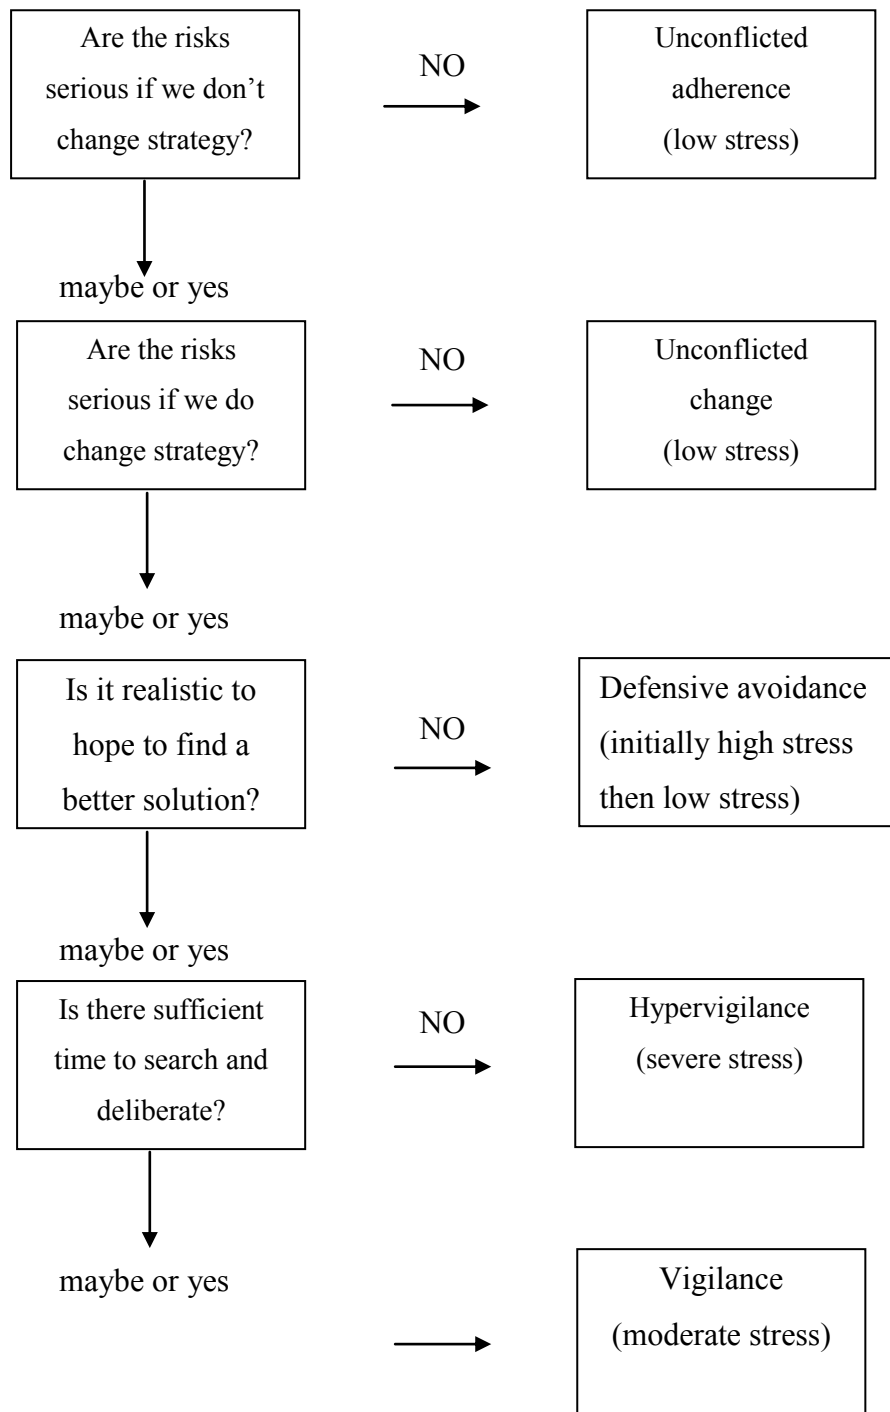 Are the risks
serious if we don’t
change strategy?
NO
Unconflicted
adherence
(low stress)
maybe or yes
Are the risks
serious if we do
change strategy?
NO
Unconflicted
change
(low stress)
maybe or yes
Is it realistic to
hope to find a
better solution?
NO
Defensive avoidance
(initially high stress
then low stress)
maybe or yes
Is there sufficient
time to search and
deliberate?
NO
Hypervigilance
(severe stress)
maybe or yes
Vigilance
(moderate stress)